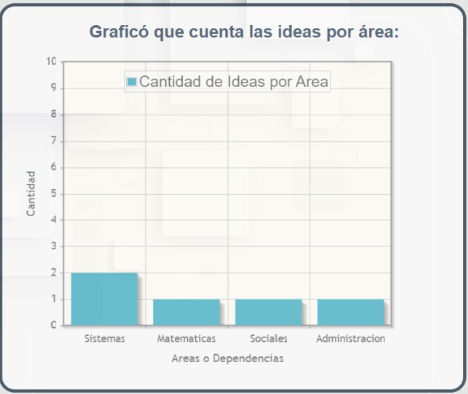 Graficó que cuenta las ideas por área:
Cantidad de Ideas por Area
10
9
8
7
6
5
4
3
2
1
0
Cantidad
Sistemas Matematicas Sociales Administracion
Areas o Dependencias